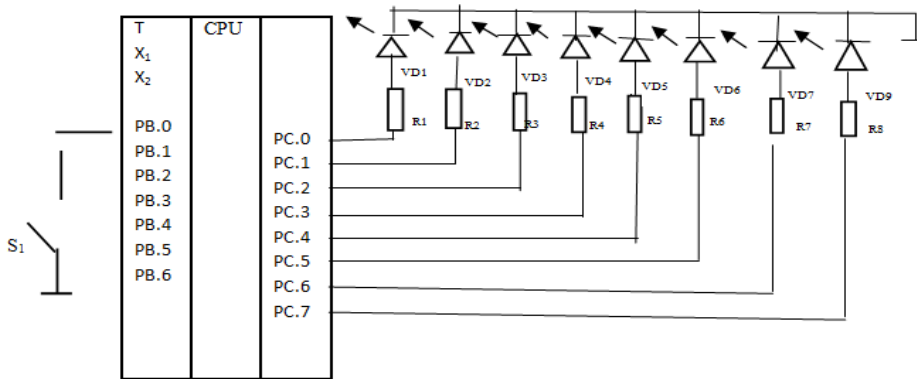 T CPU
X₁
X₂
PB.0
PB.1
PB.2
PB.3
PB.4
PB.5
PB.6
S₁
PC.0
PC.1
PC.2
PC.3
PC.4
PC.5
PC.6
PC.7
VD1 VD2 VD3 VD4 VD5 VD6 VD7 VD9
R1 R2 R3 R4 R5 R6 R7 R8